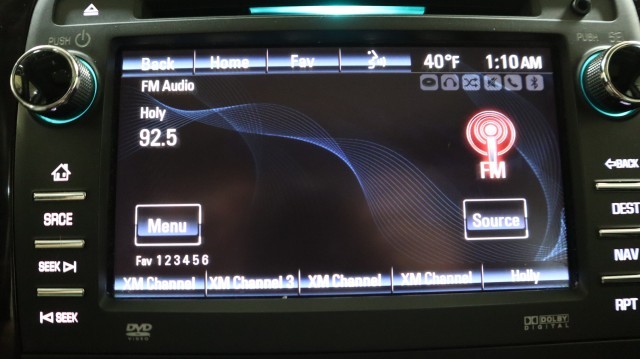 PUSH
PUSH
Back Home Fav 40°F 1:10 AM
FM Audio
Holy
92.5
FM
BACK
SRCE
DEST
Menu
Source
SEEK
NAV
Fav 1 2 3 4 5 6
XM Channel XM Channel 3 XM Channel XM Channel Holly
SEEK
RPT
DVD
VIDEO
DOLBY
DIGITAL